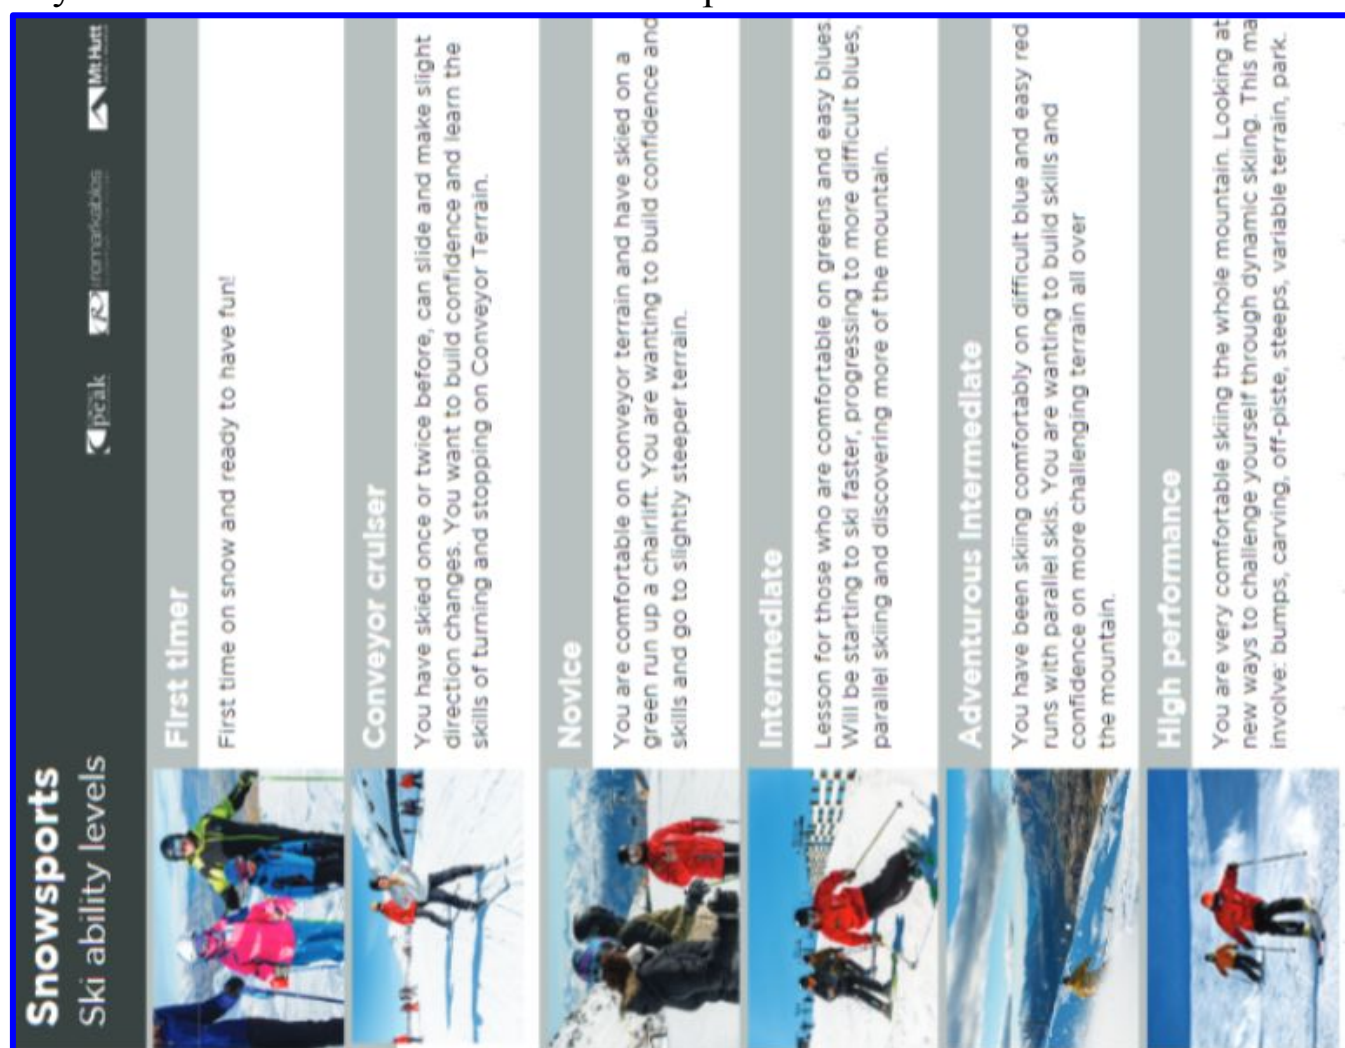 Snowsports
Ski ability levels
peak
Remarkables
Mt Hutt
First timer
First time on snow and ready to have fun!
Conveyor cruiser
You have skied once or twice before, can slide and make slight
direction changes. You want to build confidence and learn the
skills of turning and stopping on Conveyor Terrain.
Novice
You are comfortable on conveyor terrain and have skied on a
green run up a chairlift. You are wanting to build confidence and
skills and go to slightly steeper terrain.
Intermediate
Lesson for those who are comfortable on greens and easy blues.
Will be starting to ski faster, progressing to more difficult blues,
parallel skiing and discovering more of the mountain.
Adventurous Intermediate
You have been skiing comfortably on difficult blue and easy red
runs with parallel skis. You are wanting to build skills and
confidence on more challenging terrain all over
the mountain.
High performance
You are very comfortable skiing the whole mountain. Looking at
new ways to challenge yourself through dynamic skiing. This ma
involve: bumps, carving, off-piste, steeps, variable terrain, park.